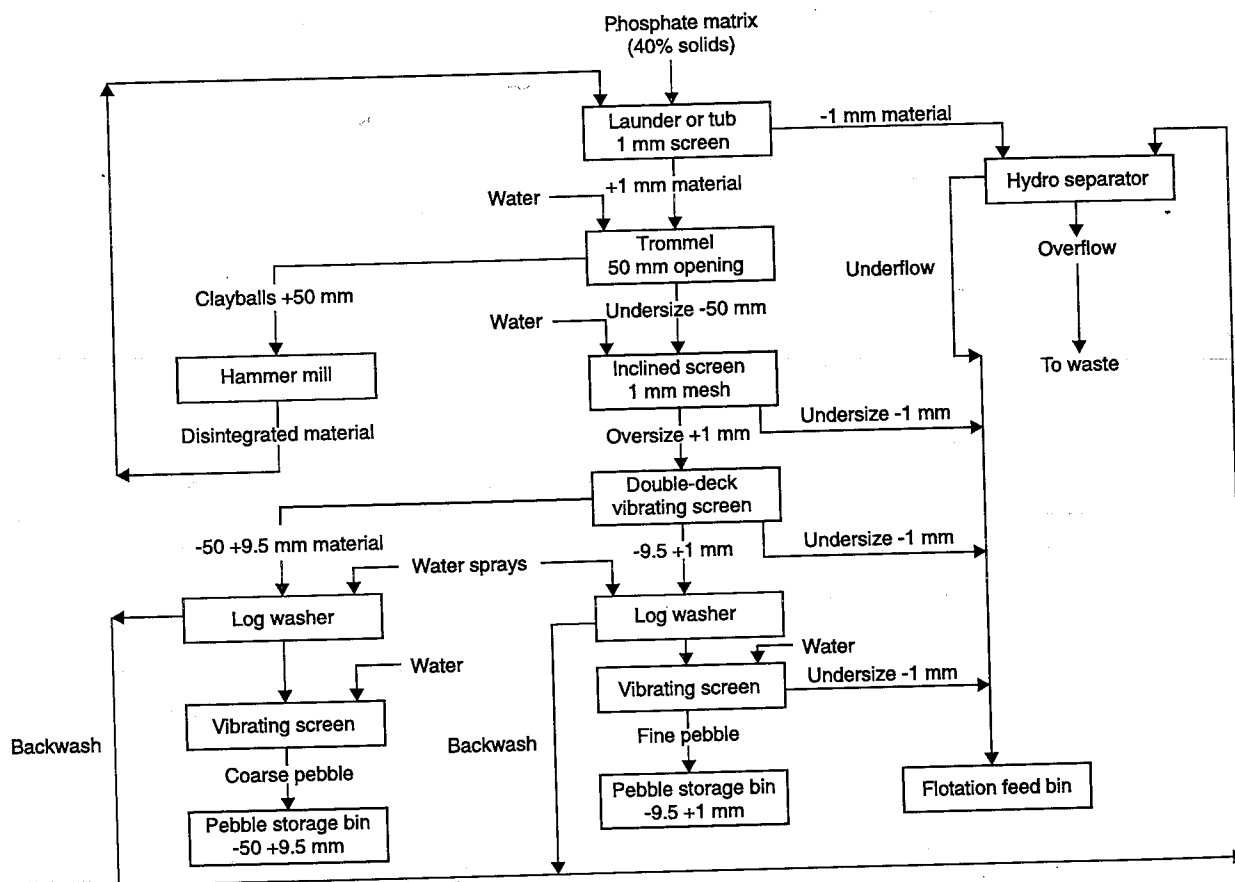 Phosphate matrix
(40% solids)
Launder or tub
1 mm screen
-1 mm material
+1 mm material
Water
Hydro separator
Trommel
50 mm opening
Overflow
Underflow
Clayballs +50 mm
Undersize -50 mm
Water
To waste
Hammer mill
Inclined screen
1 mm mesh
Undersize -1 mm
Disintegrated material
Oversize +1 mm
Double-deck
vibrating screen
-50 +9.5 mm material
-9.5 +1 mm
Undersize -1 mm
Water sprays
Log washer
Log washer
Water
Water
Vibrating screen
Undersize -1 mm
Vibrating screen
Backwash
Backwash
Fine pebble
Coarse pebble
Pebble storage bin
-9.5 +1 mm
Flotation feed bin
Pebble storage bin
-50 +9.5 mm